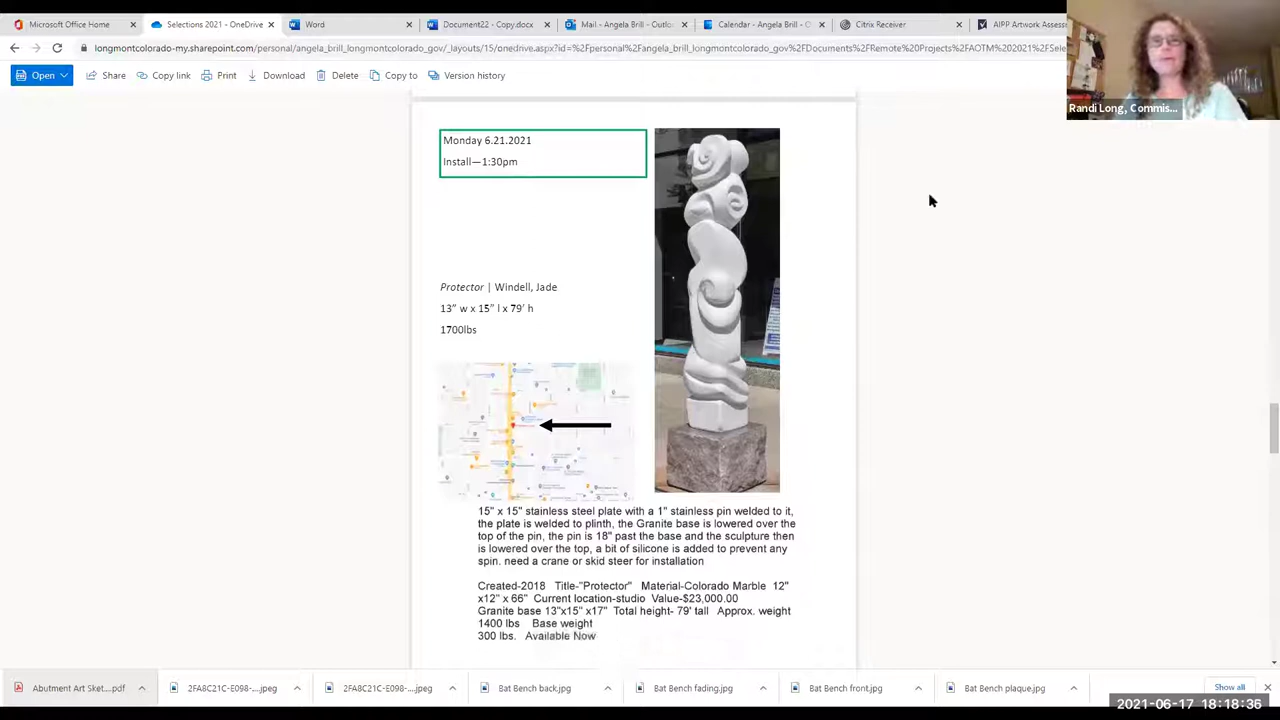 Microsoft Office Home
Selections 2021 - OneDrive
Word
Document22 - Copy.docx
Mail - Angela Brill - Outlo
Calendar - Angela Brill - O
Citrix Receiver
AIPP Artwork Assess
longmontcolorado-my.sharepoint.com/personal/angela_brill_longmontcolorado_gov/_layouts/15/onedrive.aspx?id=%2Fpersonal%2Fangela_brill_longmontcolorado_gov%2FDocuments%2FRemote%20Projects%2FAOTM%202021%2FSele
Open
Share
Copy link
Print
Download
Delete
Copy to
Version history
Randi Long, Commis...
Monday 6.21.2021
Install—1:30pm
Protector | Windell, Jade
13” w x 15” l x 79’ h
1700lbs
15" x 15" stainless steel plate with a 1" stainless pin welded to it,
the plate is welded to plinth, the Granite base is lowered over the
top of the pin, the pin is 18" past the base and the sculpture then
is lowered over the top, a bit of silicone is added to prevent any
spin. need a crane or skid steer for installation
Created-2018 Title-"Protector" Material-Colorado Marble 12"
x12" x 66" Current location-studio Value-$23,000.00
Granite base 13"x15" x17" Total height- 79' tall Approx. weight
1400 lbs Base weight
300 lbs. Available Now
Abutment Art Sket....pdf
2FA8C21C-E098-....jpeg
2FA8C21C-E098-....jpeg
Bat Bench back.jpg
Bat Bench fading.jpg
Bat Bench front.jpg
Bat Bench plaque.jpg
Show all
2021-06-17 18:18:36